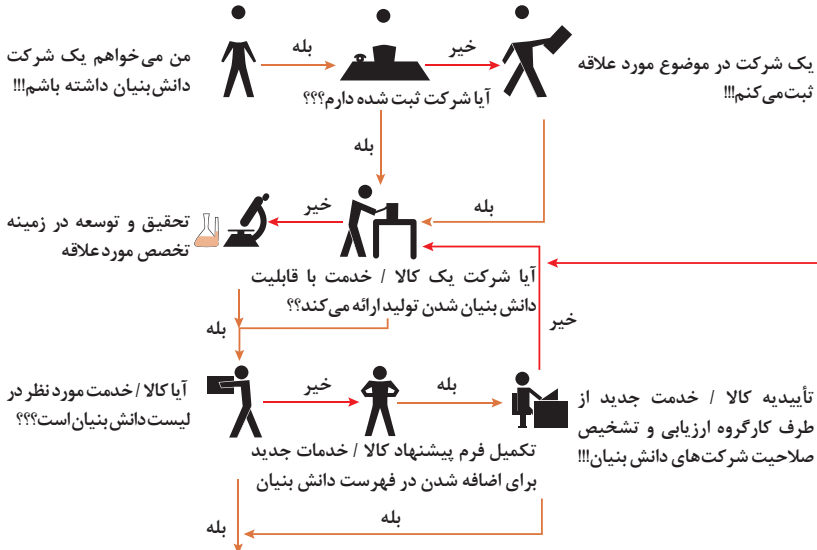 من می‌خواهم یک شرکت
دانش‌بنیان داشته باشم!!!
بله
آیا شرکت ثبت شده دارم؟؟؟
خیر
یک شرکت در موضوع مورد علاقه
ثبت‌می‌کنم!!!
بله
بله
خیر
تحقیق و توسعه در زمینه
تخصص مورد علاقه
آیا شرکت یک کالا / خدمت با قابلیت
دانش بنیان شدن تولید ارائه می‌کند؟؟
خیر
بله
آیا کالا / خدمت مورد نظر در
لیست دانش‌بنیان است؟؟؟
خیر
تکمیل فرم پیشنهاد کالا / خدمات جدید
برای اضافه شدن در فهرست دانش بنیان
بله
تأییدیه کالا / خدمت جدید از
طرف کارگروه ارزیابی و تشخیص
صلاحیت شرکت‌های دانش بنیان!!!
بله
بله